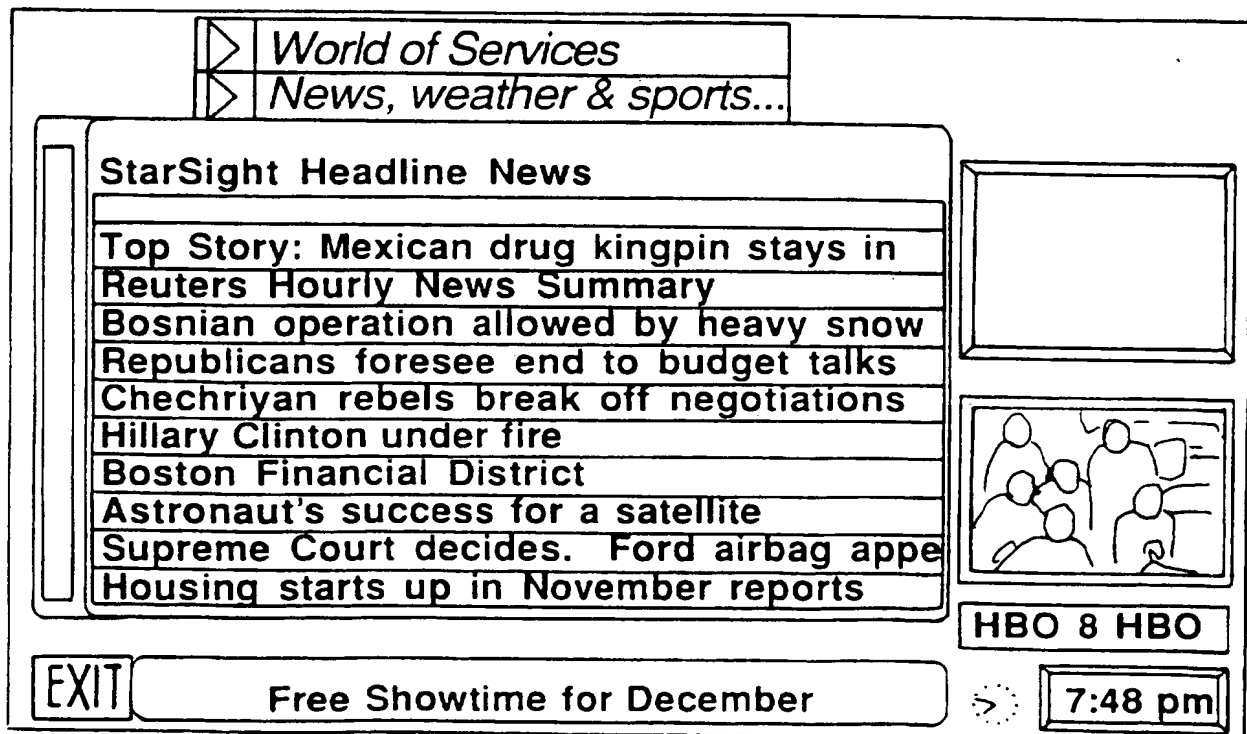 World of Services
News, weather & sports...
StarSight Headline News
Top Story: Mexican drug kingpin stays in
Reuters Hourly News Summary
Bosnian operation allowed by heavy snow
Republicans foresee end to budget talks
Chechriyan rebels break off negotiations
Hillary Clinton under fire
Boston Financial District
Astronaut's success for a satellite
Supreme Court decides. Ford airbag appe
Housing starts up in November reports
HBO 8 HBO
EXIT
Free Showtime for December
7:48 pm